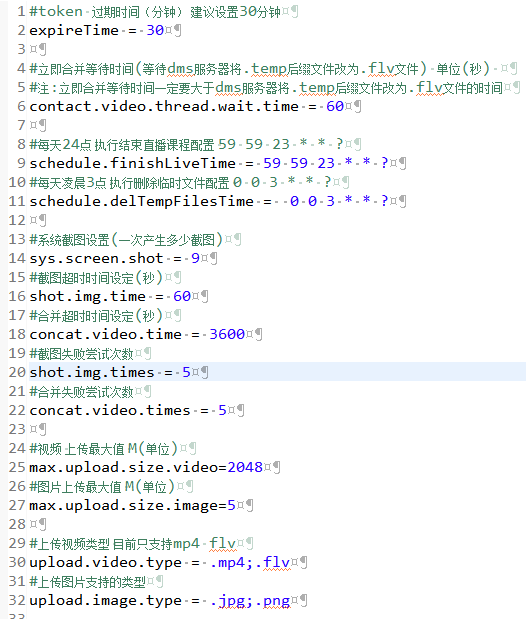 1 #token 过期时间（分钟）建议设置30分钟
2 expireTime = 30
3
4 #立即合并等待时间(等待dms服务器将.temp后缀文件改为.flv文件) 单位(秒)
5 #注:立即合并等待时间一定要大于dms服务器将.temp后缀文件改为.flv文件的时间
6 contact.video.thread.wait.time = 60
7
8 #每天24点执行结束直播课程配置 59 59 23 * * ?
9 schedule.finishLiveTime = 59 59 23 * * ?
10 #每天凌晨3点执行删除临时文件配置 0 0 3 * * ?
11 schedule.delTempFilesTime =  0 0 3 * * ?
12
13 #系统截图设置(一次产生多少截图)
14 sys.screen.shot = 9
15 #截图超时时间设定(秒)
16 shot.img.time = 60
17 #合并超时时间设定(秒)
18 concat.video.time = 3600
19 #截图失败尝试次数
20 shot.img.times = 5
21 #合并失败尝试次数
22 concat.video.times = 5
23
24 #视频上传最大值 M(单位)
25 max.upload.size.video=2048
26 #图片上传最大值 M(单位)
27 max.upload.size.image=5
28
29 #上传视频类型 目前只支持mp4 flv
30 upload.video.type = .mp4;.flv
31 #上传图片支持的类型
32 upload.image.type = .jpg;.png